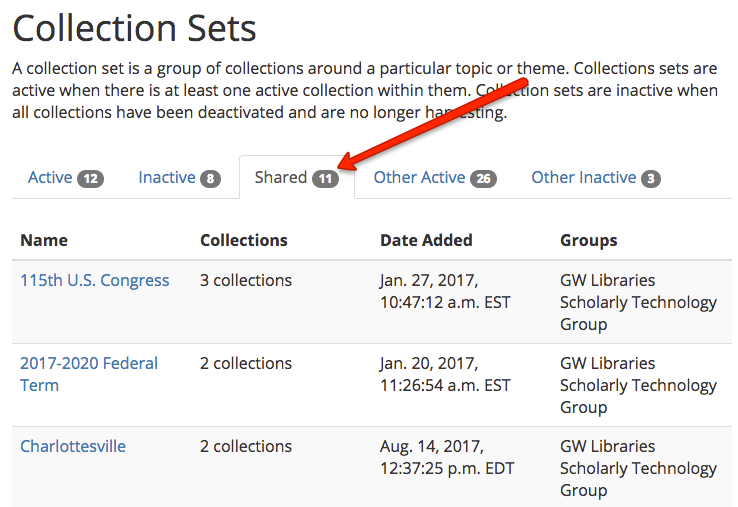 Collection Sets
A collection set is a group of collections around a particular topic or theme. Collections sets are
active when there is at least one active collection within them. Collection sets are inactive when
all collections have been deactivated and are no longer harvesting.
Active 12 Inactive 8 Shared 11 Other Active 26 Other Inactive 3
Name Collections Date Added Groups
115th U.S. Congress 3 collections Jan. 27, 2017, GW Libraries
10:47:12 a.m. EST Scholarly Technology
Group
2017-2020 Federal 2 collections Jan. 20, 2017, GW Libraries
Term 11:26:54 a.m. EST Scholarly Technology
Group
Charlottesville 2 collections Aug. 14, 2017, GW Libraries
12:37:25 p.m. EDT Scholarly Technology
Group